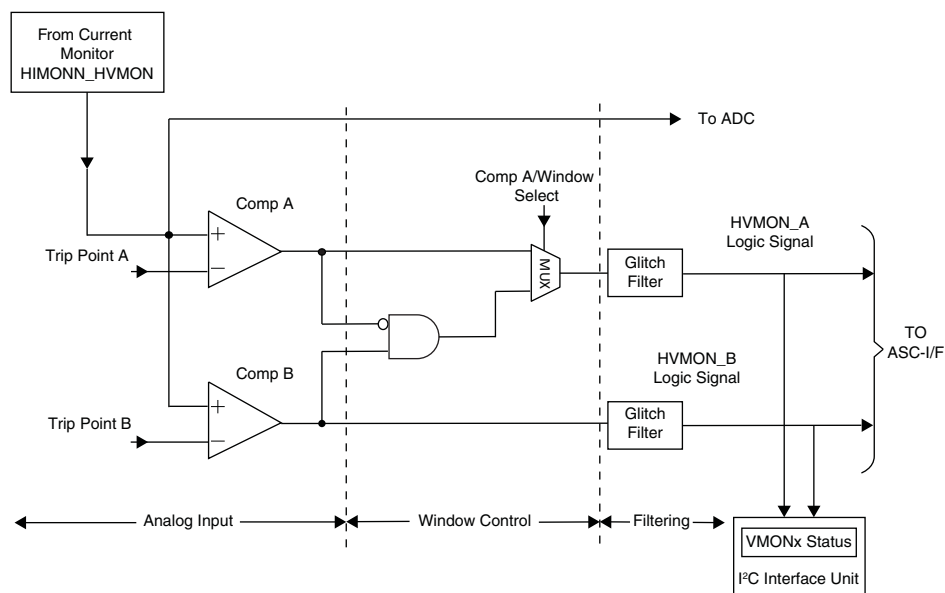 From Current
Monitor
HIMONN_HVMON
To ADC
Comp A/Window
Select
Comp A
HVMON_A
Logic Signal
+
Trip Point A
−
MUX
Glitch
Filter
TO
ASC-I/F
Comp B
HVMON_B
Logic Signal
+
Trip Point B
−
Glitch
Filter
Analog Input
Window Control
Filtering
VMONx Status
I²C Interface Unit